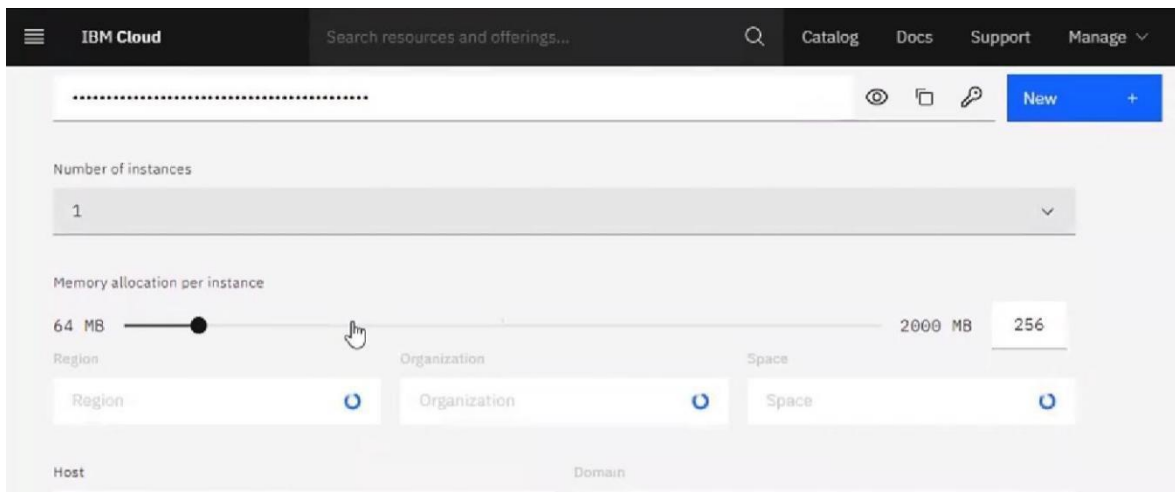 IBM Cloud Search resources and offerings... Catalog Docs Support Manage
•••••••••••••••••••••••••••••••••••••••••••• New +
Number of instances
1
Memory allocation per instance
64 MB 2000 MB 256
Region Organization Space
Region Organization Space
Host Domain